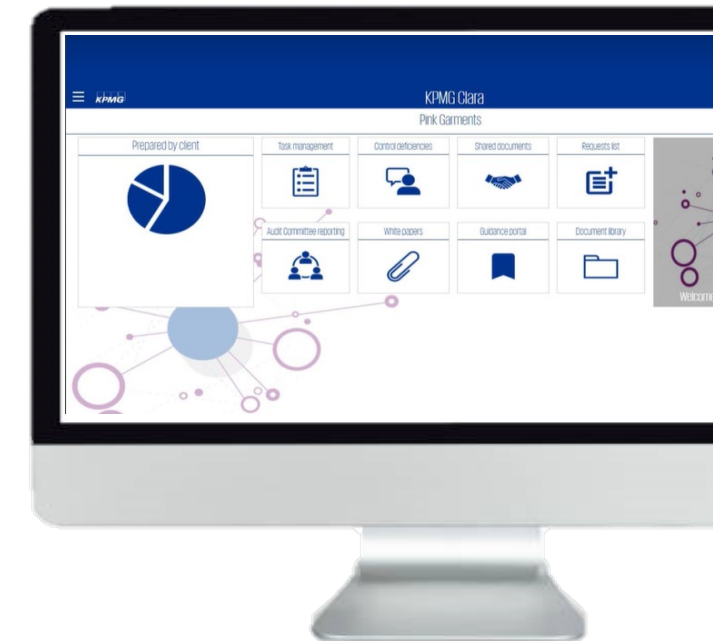 KPMG
KPMG Clara
Pink Garments
Prepared by client
Task management
Control deficiencies
Shared documents
Requests list
Audit Committee reporting
White papers
Guidance portal
Document library
Welcome